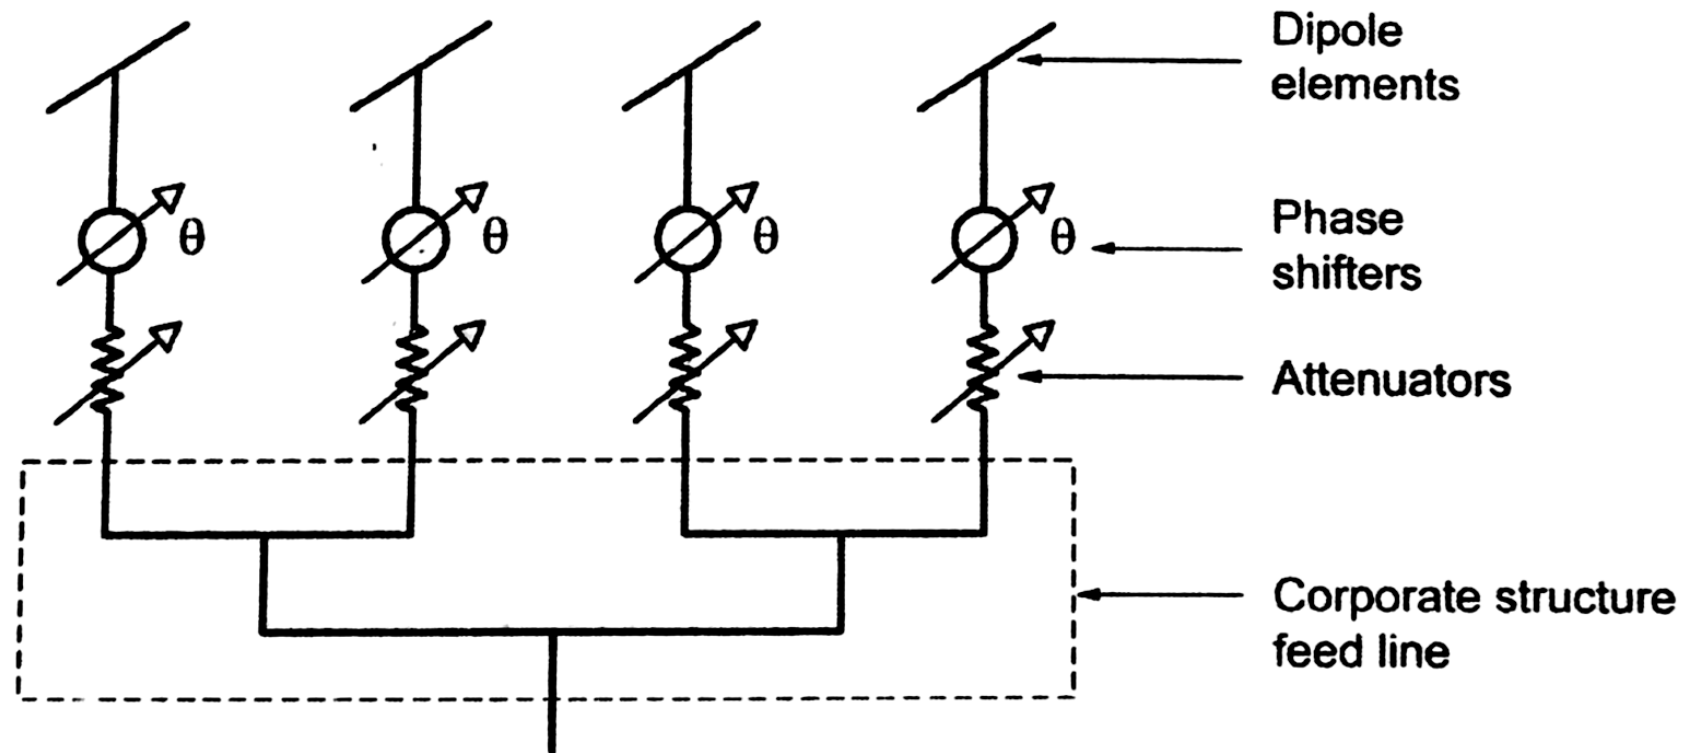 Dipole
elements
θ θ θ θ
Phase
shifters
Attenuators
Corporate structure
feed line